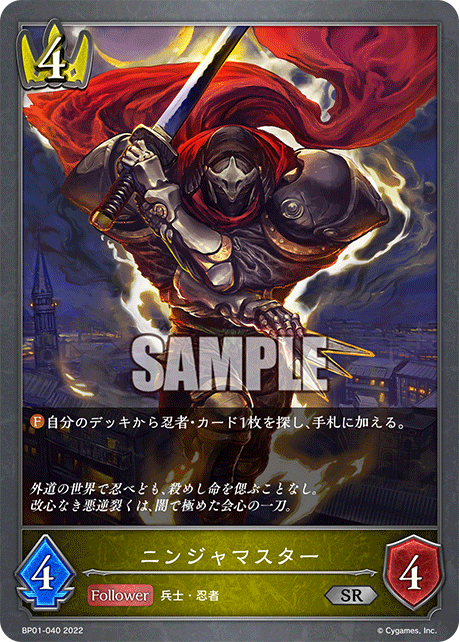 4
SAMPLE
F 自分のデッキから忍者・カード1枚を探し、手札に加える。
外道の世界で忍べども、殺めし命を偲ぶことなし。
改心なき悪逆裂くは、闇で極めた会心の一刀。
ニンジャマスター
4 Follower 兵士・忍者 SR 4
BP01-040 2022 © Cygames, Inc.